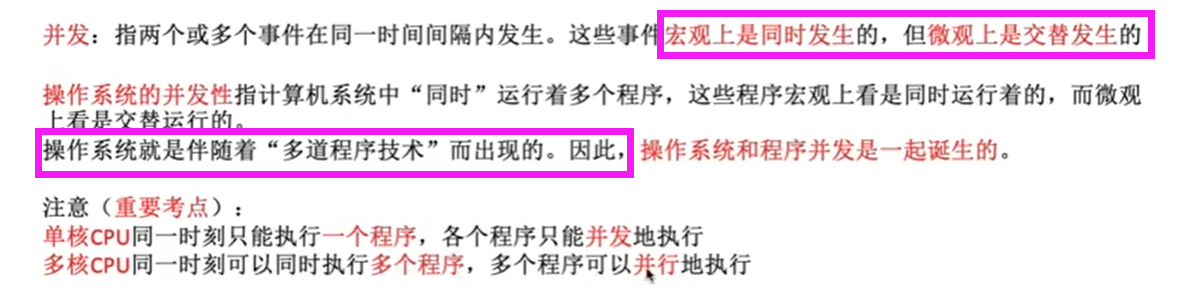 并发：指两个或多个事件在同一时间间隔内发生。这些事件宏观上是同时发生的，但微观上是交替发生的
操作系统的并发性指计算机系统中“同时”运行着多个程序，这些程序宏观上看是同时运行着的，而微观
上看是交替运行的。
操作系统就是伴随着“多道程序技术”而出现的。因此，操作系统和程序并发是一起诞生的。
注意（重要考点）：
单核CPU同一时刻只能执行一个程序，各个程序只能并发地执行
多核CPU同一时刻可以同时执行多个程序，多个程序可以并行地执行